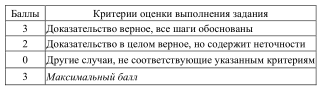 Баллы Критерии оценки выполнения задания
3 Доказательство верное, все шаги обоснованы
2 Доказательство в целом верное, но содержит неточности
0 Другие случаи, не соответствующие указанным критериям
3 Максимальный балл